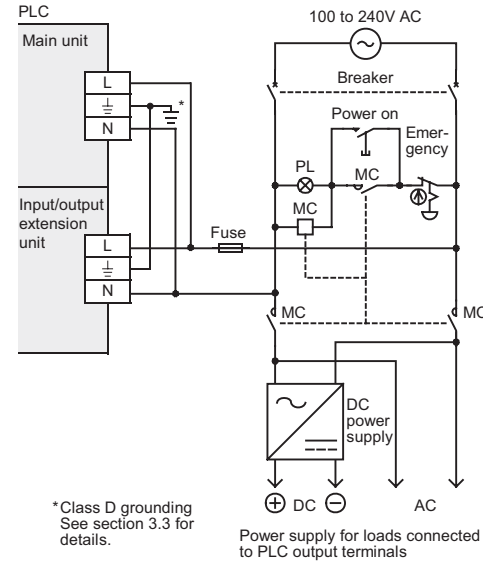 PLC
100 to 240V AC
Main unit
Breaker
L
*
N
Power on
Emer-
gency
PL
MC
MC
Input/output
extension
unit
Fuse
L
N
MC
MC
DC
power
supply
DC
AC
*Class D grounding
See section 3.3 for
details.
Power supply for loads connected
to PLC output terminals